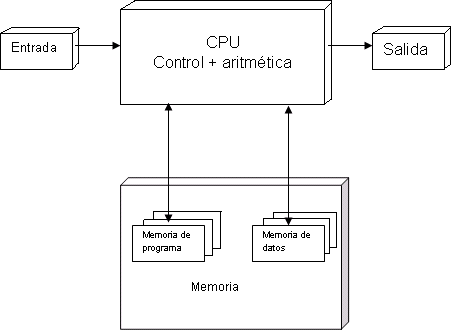 Entrada
CPU
Control + aritmética
Salida
Memoria de
programa
Memoria de
datos
Memoria